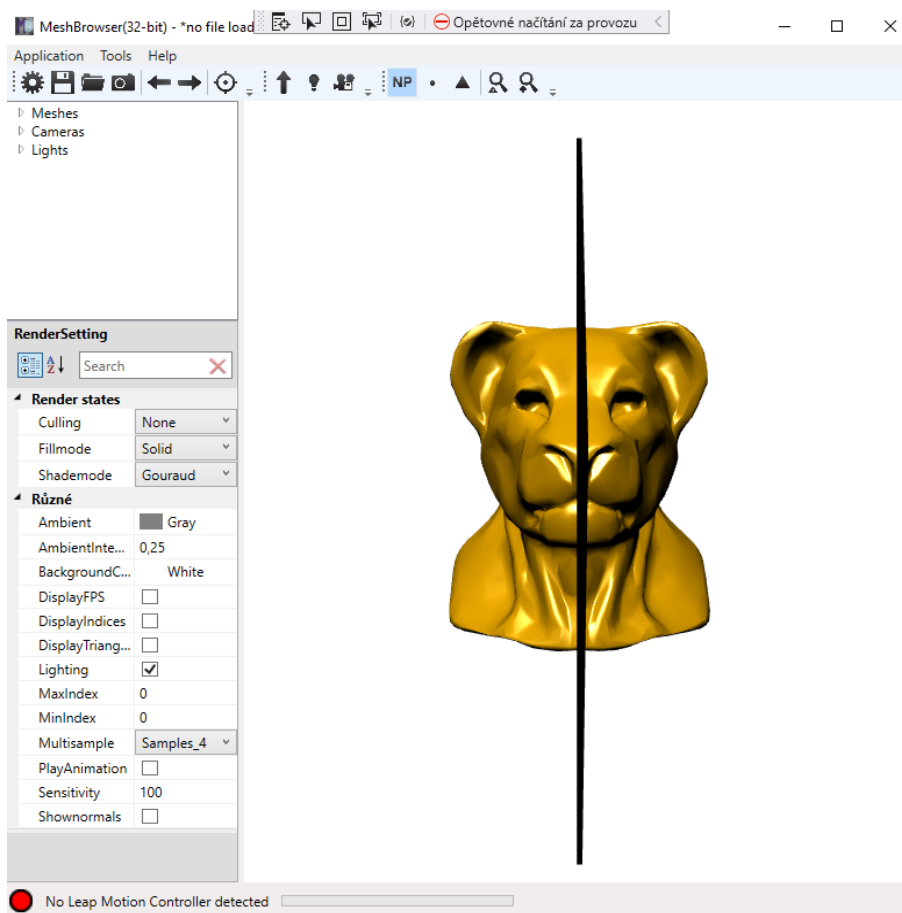 MeshBrowser(32-bit) - *no file load
Opětovné načítání za provozu
Application Tools Help
NP
Meshes
Cameras
Lights
RenderSetting
A
Z
Search
Render states
Culling None
Fillmode Solid
Shademode Gouraud
Různé
Ambient Gray
AmbientInte... 0,25
BackgroundC... White
DisplayFPS
DisplayIndices
DisplayTriang...
Lighting
MaxIndex 0
MinIndex 0
Multisample Samples_4
PlayAnimation
Sensitivity 100
Shownormals
No Leap Motion Controller detected